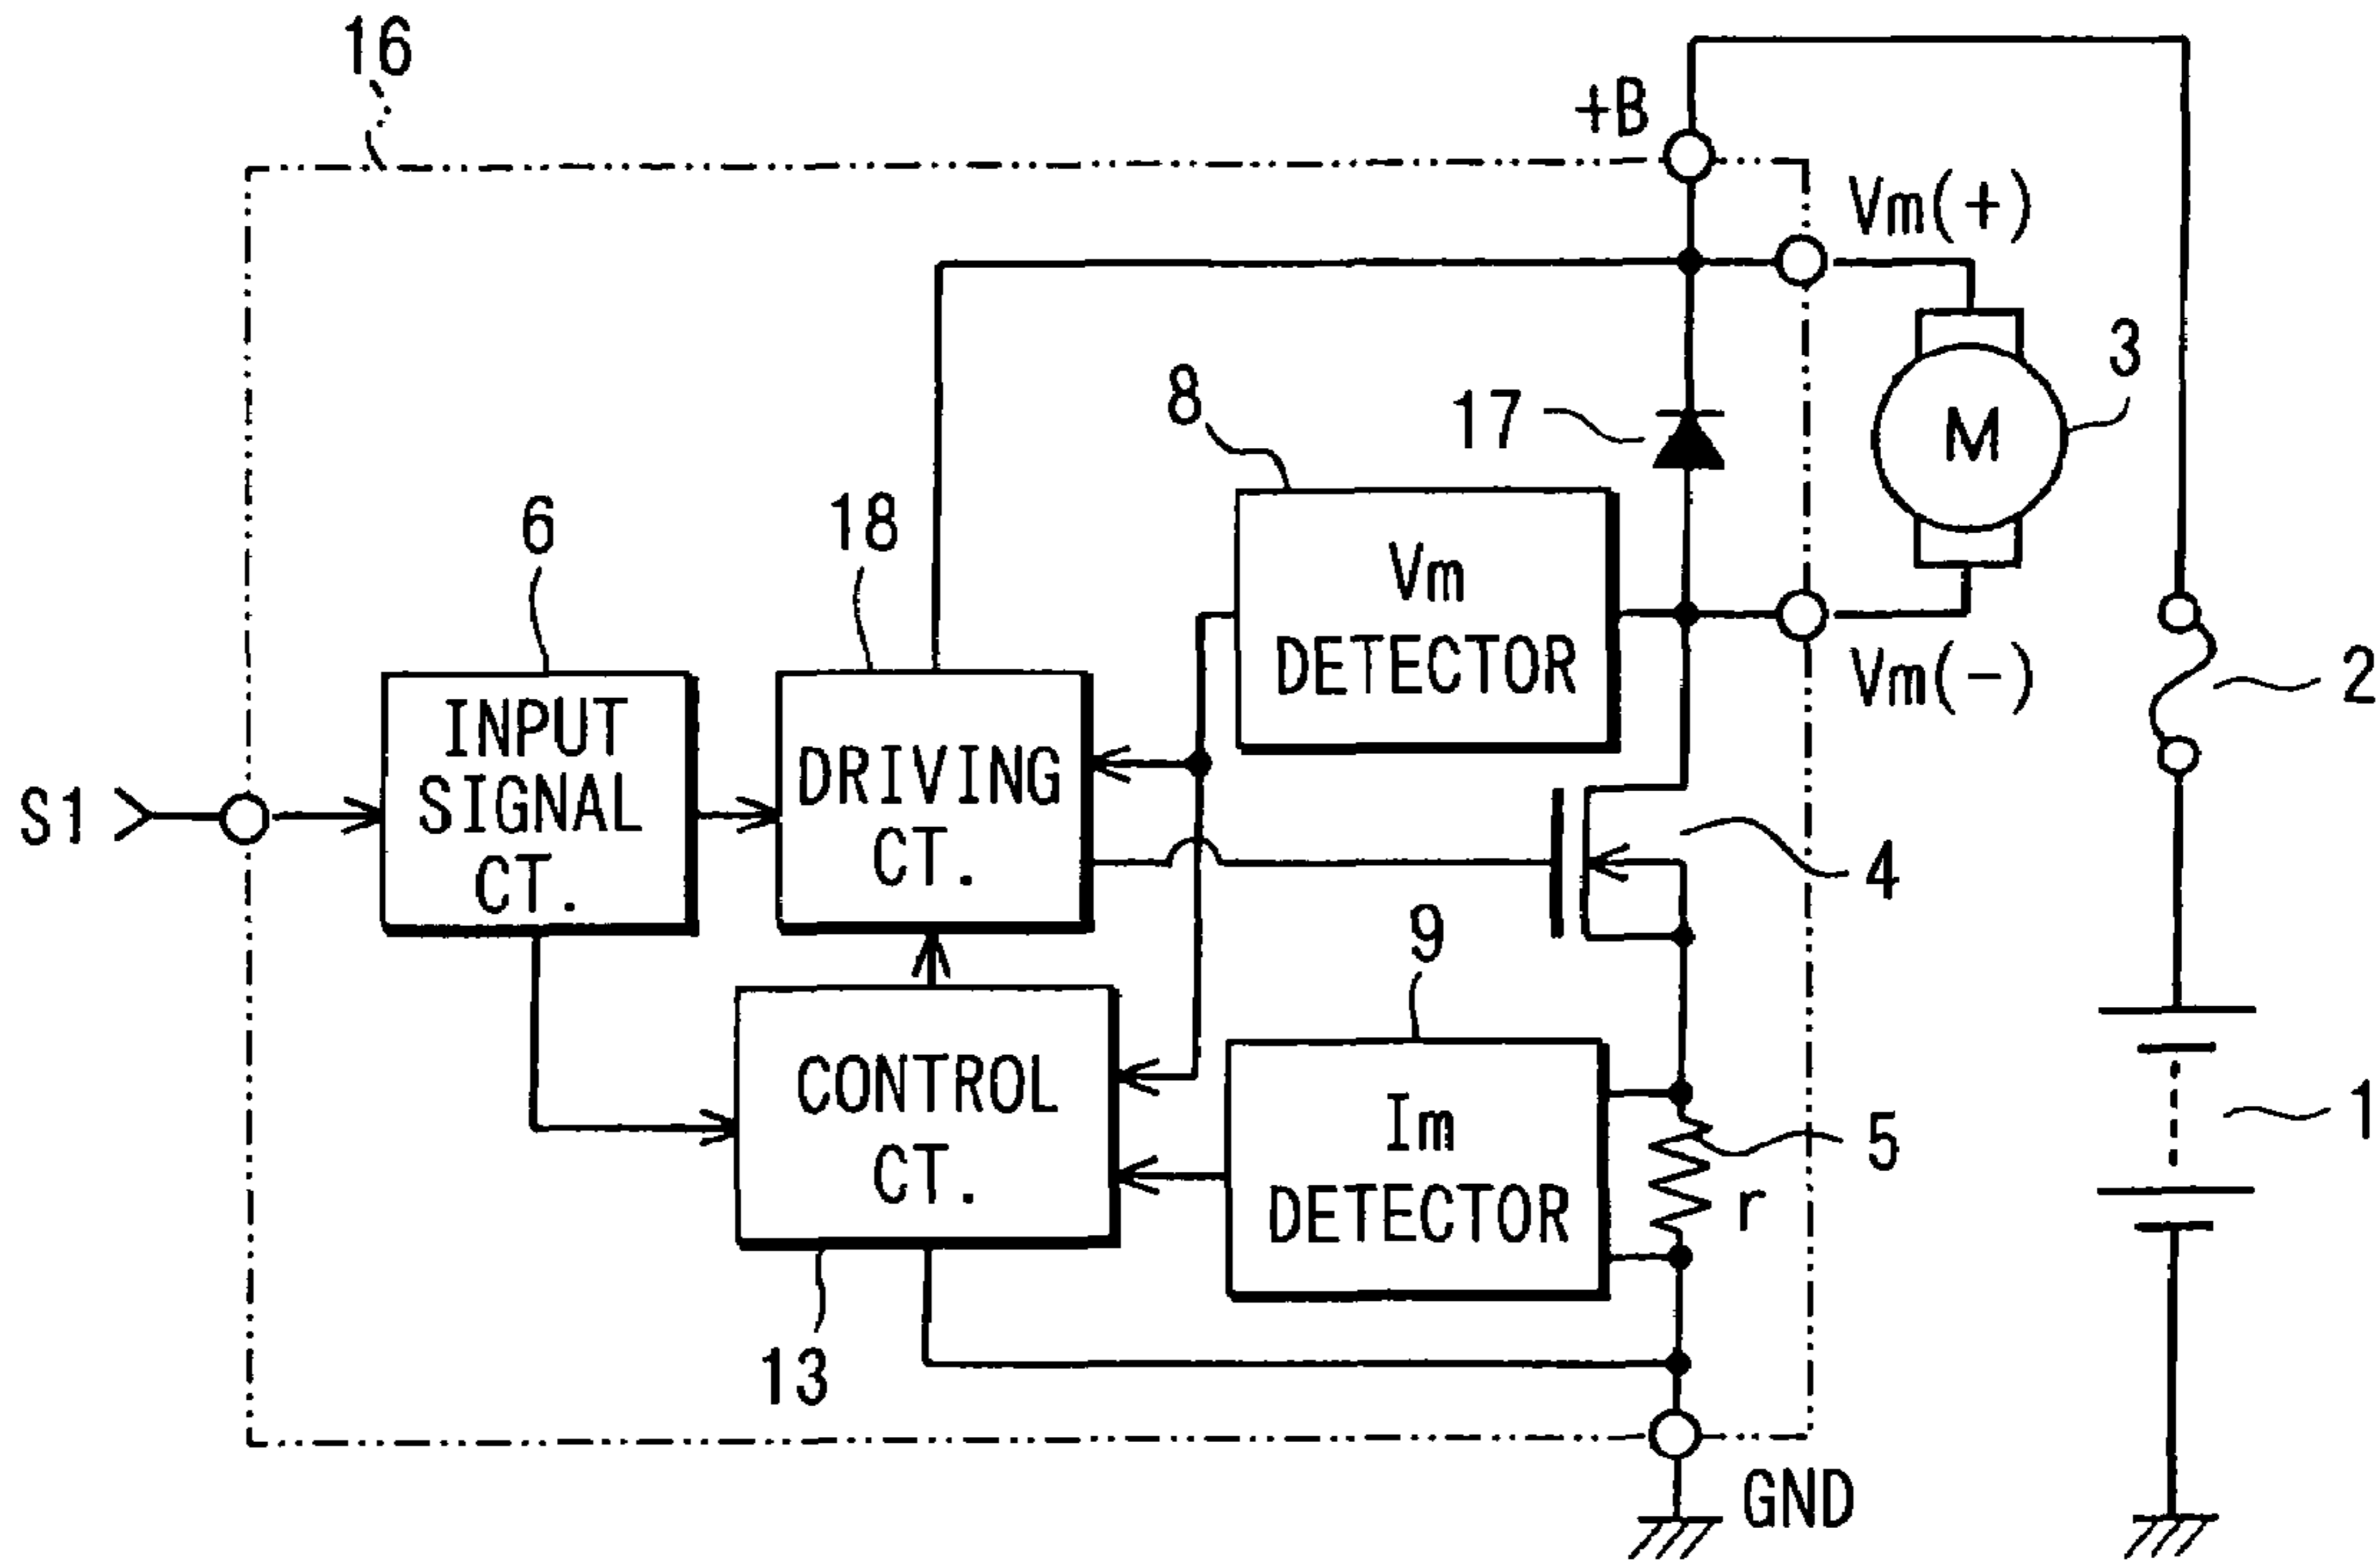 16
+B
Vm(+)
3
M
17
8
Vm
DETECTOR
6
18
Vm(-)
2
INPUT
SIGNAL
CT.
DRIVING
CT.
S1
4
9
CONTROL
CT.
Im
DETECTOR
5
r
1
13
GND